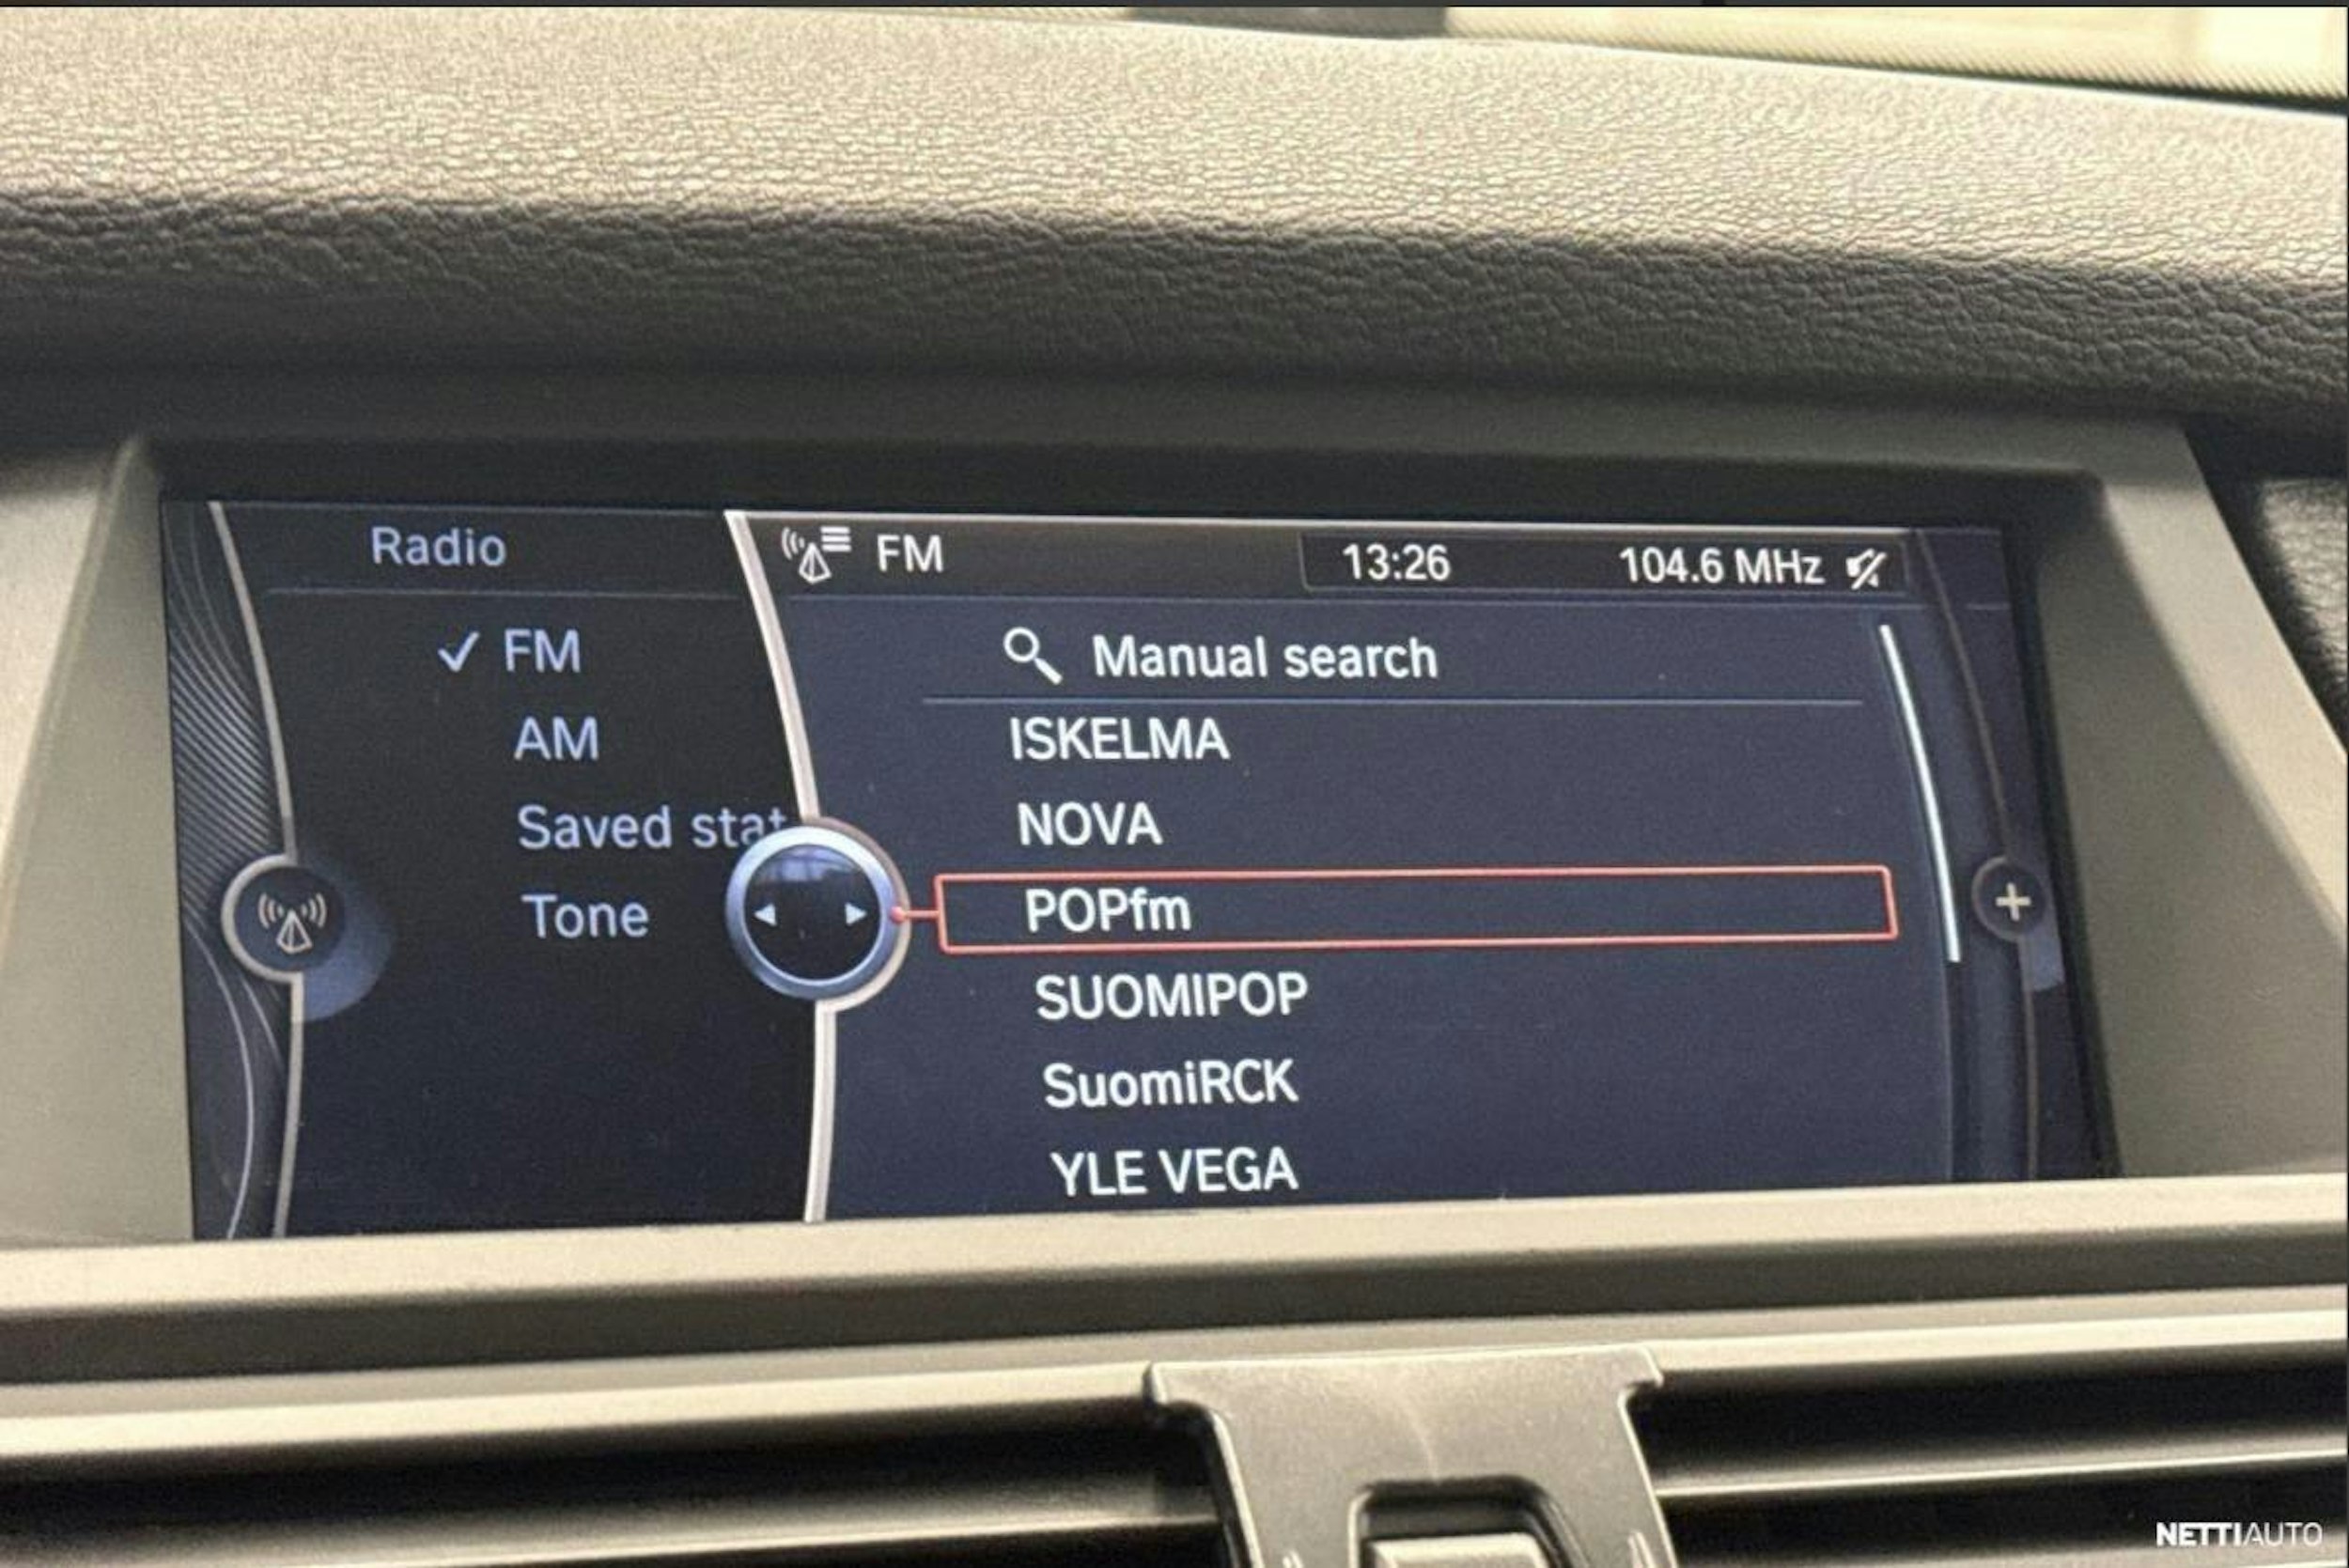 Radio
FM
13:26
104.6 MHz
FM
AM
Saved stat
Tone
Manual search
ISKELMA
NOVA
POPfm
SUOMIPOP
SuomiRCK
YLE VEGA
NETTIAUTO